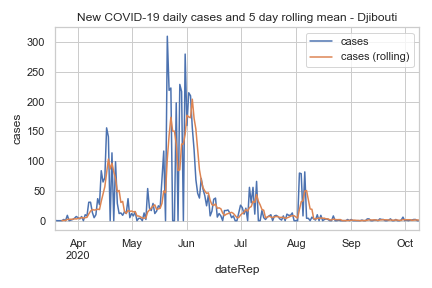 New COVID-19 daily cases and 5 day rolling mean - Djibouti
cases
cases (rolling)
300
250
200
150
100
50
0
cases
Apr
2020
May
Jun
Jul
Aug
Sep
Oct
dateRep